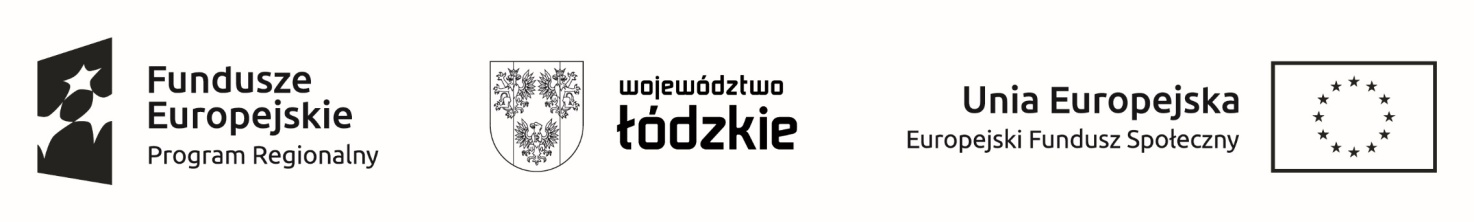 Fundusze
Europejskie
Program Regionalny
województwo
łódzkie
Unia Europejska
Europejski Fundusz Społeczny